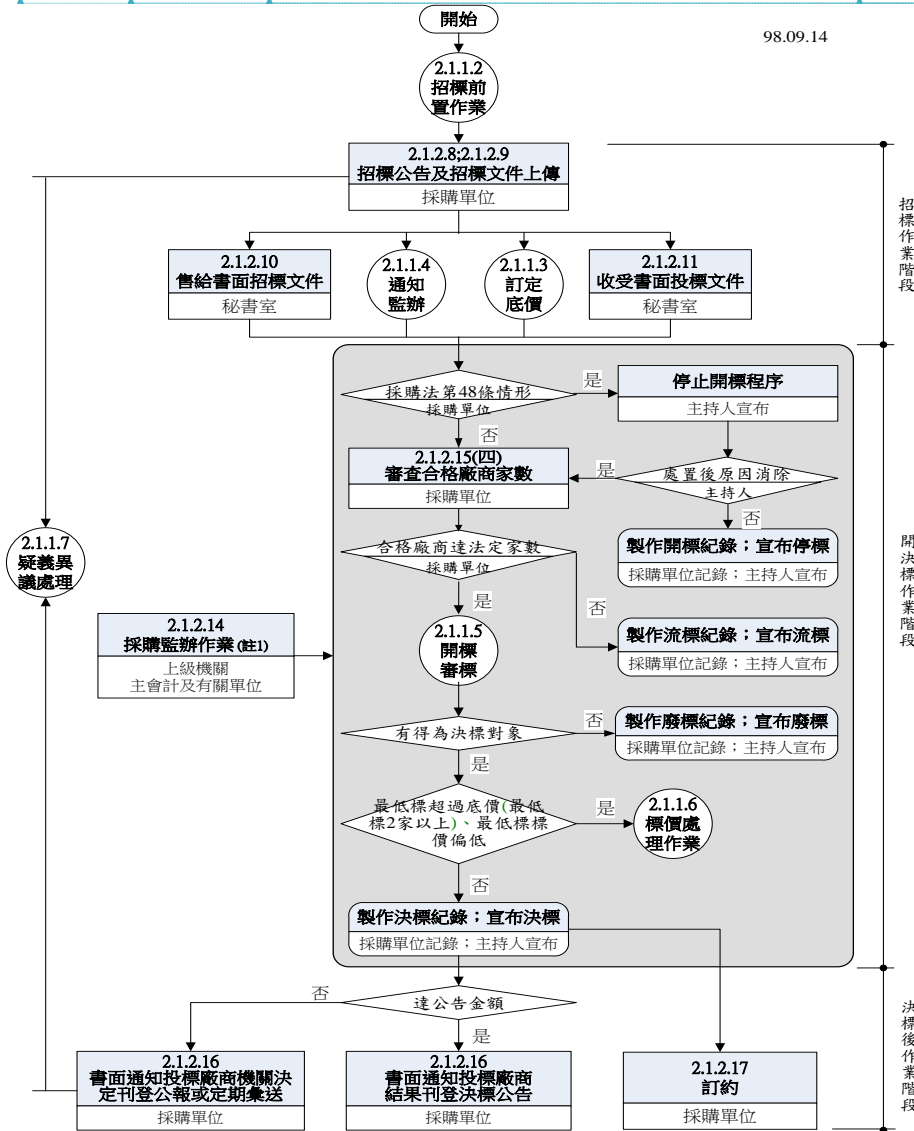 開始
98.09.14
2.1.1.2
招標前
置作業
2.1.2.8;2.1.2.9
招標公告及招標文件上傳
採購單位
招標作業階段
2.1.2.10
售給書面招標文件
秘書室
2.1.1.4
通知
監辦
2.1.1.3
訂定
底價
2.1.2.11
收受書面投標文件
秘書室
採購法第48條情形
採購單位
是
停止開標程序
主持人宣布
否
2.1.2.15(四)
審查合格廠商家數
採購單位
是
處置後原因消除
主持人
否
製作開標紀錄；宣布停標
採購單位記錄；主持人宣布
合格廠商達法定家數
採購單位
開決標作業階段
2.1.1.7
疑義異
議處理
是
否
2.1.2.14
採購監辦作業(註1)
上級機關
主會計及有關單位
2.1.1.5
開標
審標
製作流標紀錄；宣布流標
採購單位記錄；主持人宣布
有得為決標對象
否
製作廢標紀錄；宣布廢標
採購單位記錄；主持人宣布
是
最低標超過底價(最低
標2家以上)、最低標標
價偏低
是
2.1.1.6
標價處
理作業
否
製作決標紀錄；宣布決標
採購單位記錄；主持人宣布
達公告金額
否
是
決標後作業階段
2.1.2.16
書面通知投標廠商機關決
定刊登公報或定期彙送
採購單位
2.1.2.16
書面通知投標廠商
結果刊登決標公告
採購單位
2.1.2.17
訂約
採購單位